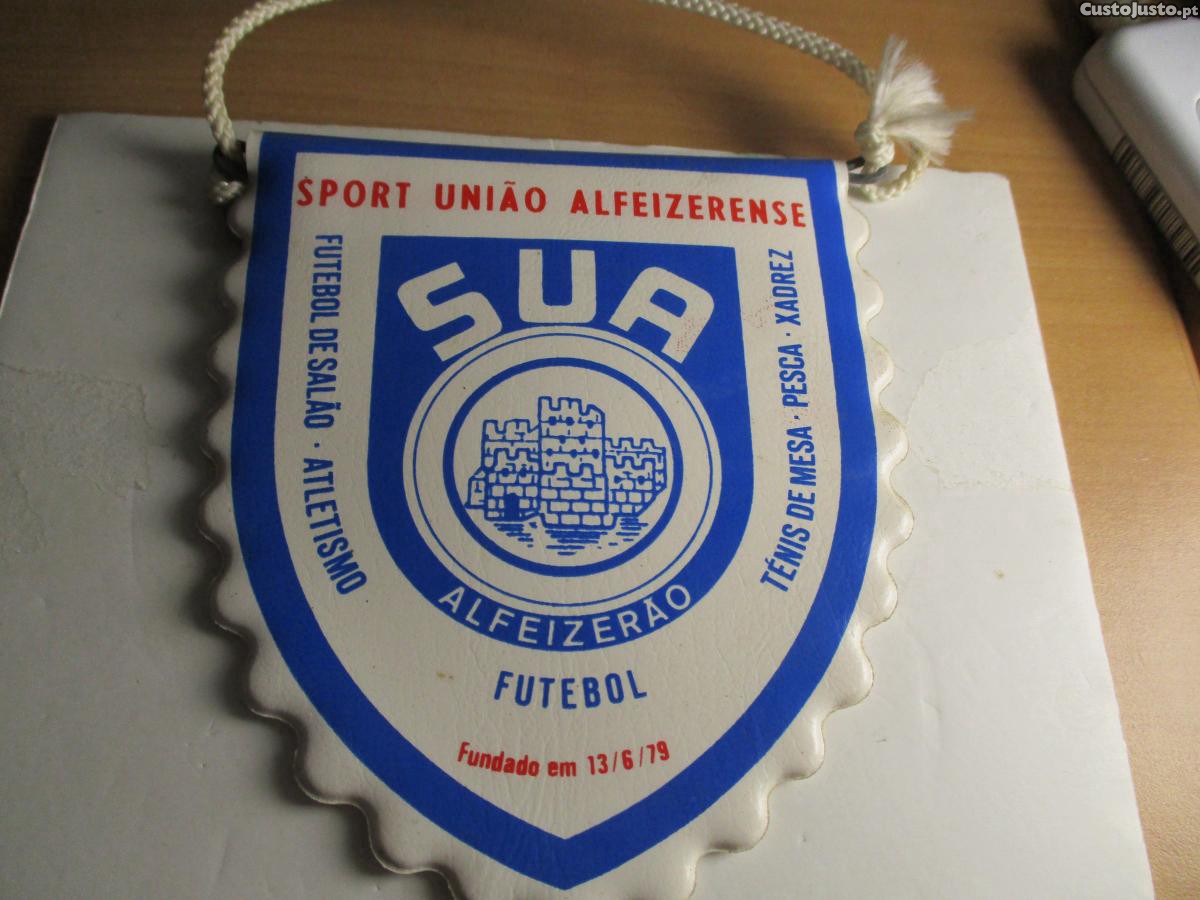 CustoJusto.pt
SPORT UNIÃO ALFEIZERENSE
SUA
FUTEBOL DE SALÃO · ATLETISMO
TÉNIS DE MESA · PESCA · XADREZ
ALFEIZERÃO
FUTEBOL
Fundado em 13/6/79